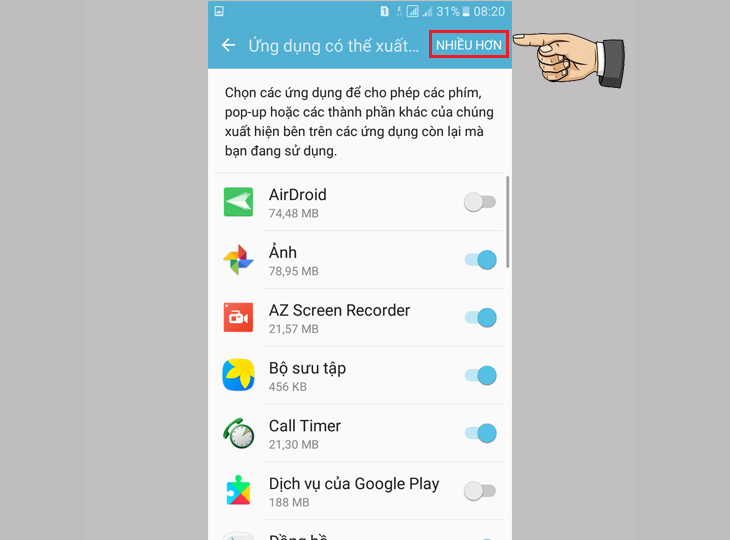 31% 08:20
Ứng dụng có thể xuất... NHIỀU HƠN
Chọn các ứng dụng để cho phép các phím,
pop-up hoặc các thành phần khác của chúng
xuất hiện bên trên các ứng dụng còn lại mà
bạn đang sử dụng.
AirDroid
74,48 MB
Ảnh
78,95 MB
AZ Screen Recorder
21,57 MB
Bộ sưu tập
456 KB
Call Timer
21,30 MB
Dịch vụ của Google Play
188 MB
Đồng hồ